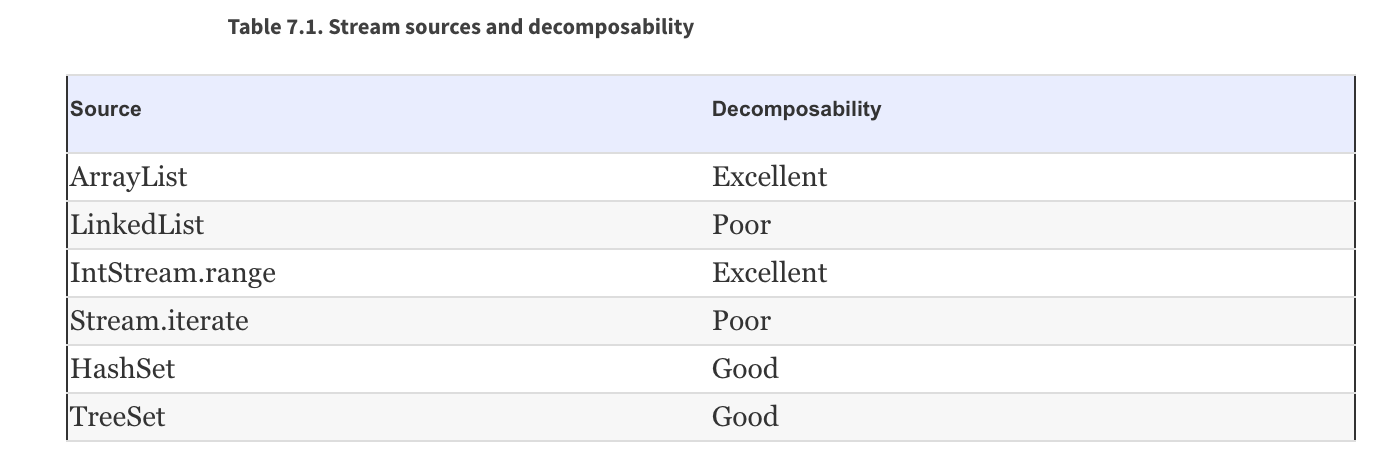 Table 7.1. Stream sources and decomposability
Source Decomposability
ArrayList Excellent
LinkedList Poor
IntStream.range Excellent
Stream.iterate Poor
HashSet Good
TreeSet Good